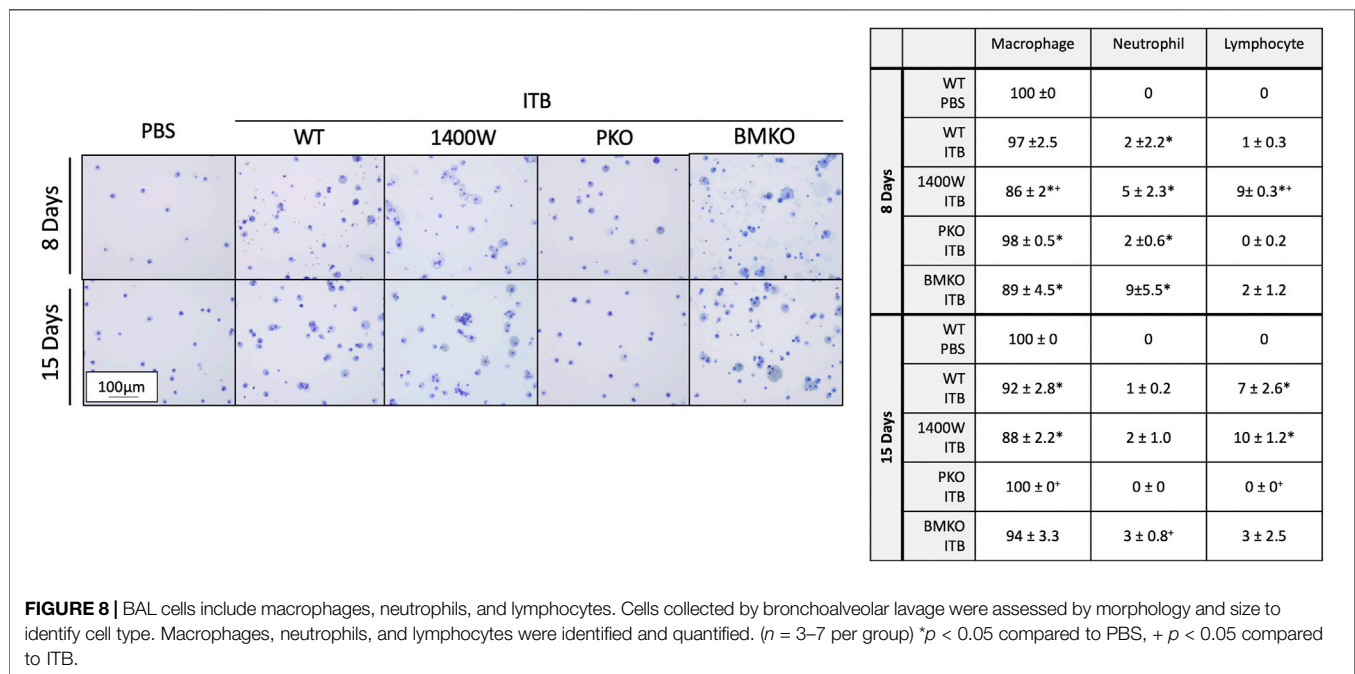 ITB
PBS WT 1400W PKO BMKO
8 Days
15 Days
100μm
Macrophage Neutrophil Lymphocyte
8 Days
WT PBS 100 ±0 0 0
WT ITB 97 ±2.5 2 ±2.2* 1 ± 0.3
1400W ITB 86 ± 2*⁺ 5 ± 2.3* 9± 0.3*⁺
PKO ITB 98 ± 0.5* 2 ±0.6* 0 ± 0.2
BMKO ITB 89 ± 4.5* 9±5.5* 2 ± 1.2
15 Days
WT PBS 100 ± 0 0 0
WT ITB 92 ± 2.8* 1 ± 0.2 7 ± 2.6*
1400W ITB 88 ± 2.2* 2 ± 1.0 10 ± 1.2*
PKO ITB 100 ± 0⁺ 0 ± 0 0 ± 0⁺
BMKO ITB 94 ± 3.3 3 ± 0.8⁺ 3 ± 2.5
FIGURE 8 | BAL cells include macrophages, neutrophils, and lymphocytes. Cells collected by bronchoalveolar lavage were assessed by morphology and size to
identify cell type. Macrophages, neutrophils, and lymphocytes were identified and quantified. (n = 3–7 per group) *p < 0.05 compared to PBS, + p < 0.05 compared
to ITB.